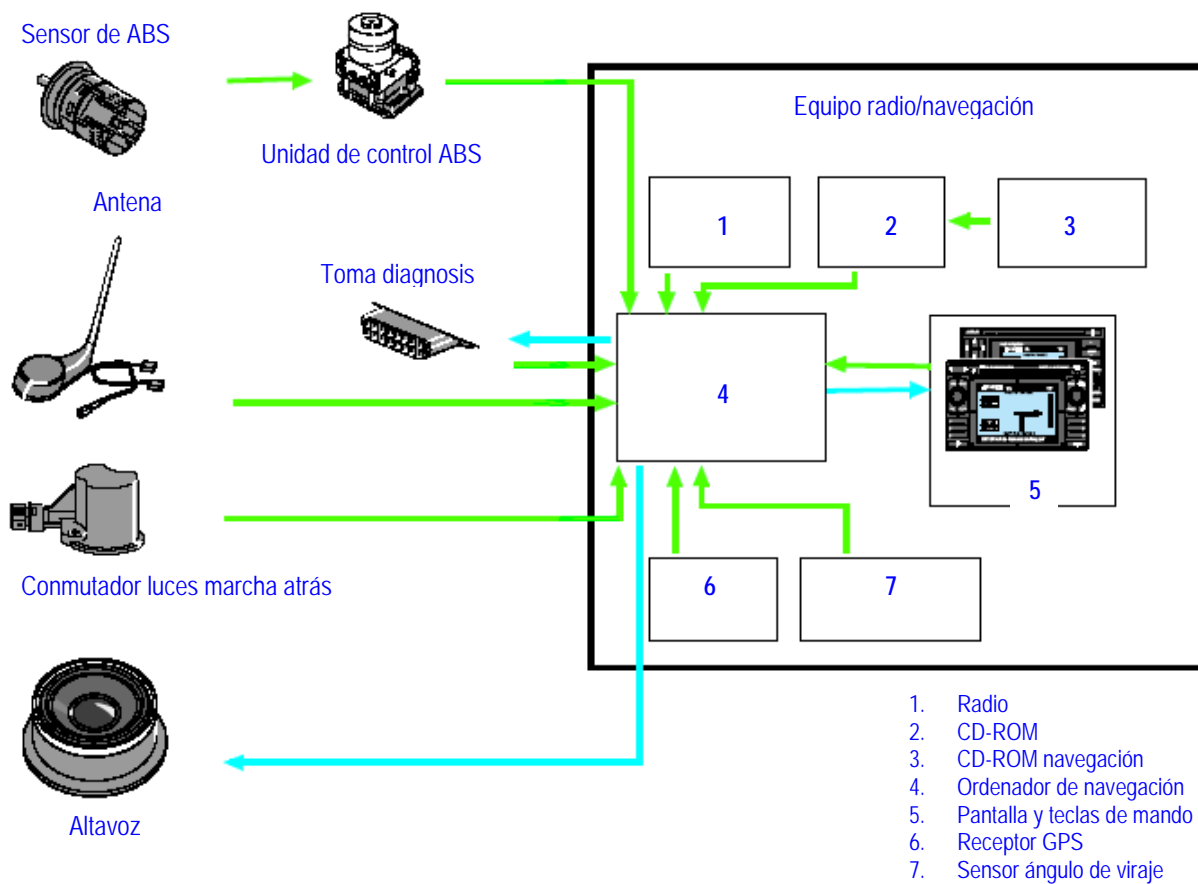 Sensor de ABS
Unidad de control ABS
Equipo radio/navegación
Antena
Toma diagnosis
1
2
3
4
5
6
7
Conmutador luces marcha atrás
Altavoz
1. Radio
2. CD-ROM
3. CD-ROM navegación
4. Ordenador de navegación
5. Pantalla y teclas de mando
6. Receptor GPS
7. Sensor ángulo de viraje